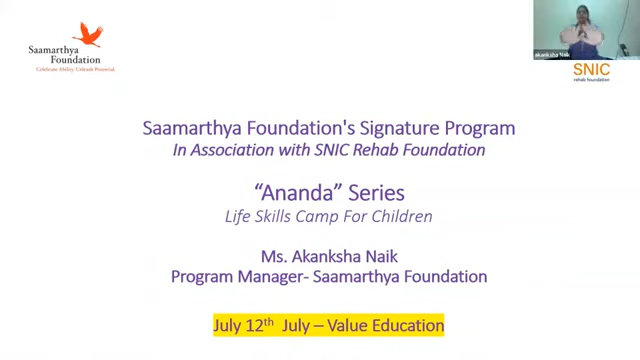 Saamarthya
Foundation
Celebrate Ability. Unleash Potential.
akanksha Naik
SNIC
rehab foundation
Saamarthya Foundation's Signature Program
In Association with SNIC Rehab Foundation
“Ananda” Series
Life Skills Camp For Children
Ms. Akanksha Naik
Program Manager- Saamarthya Foundation
July 12th July – Value Education